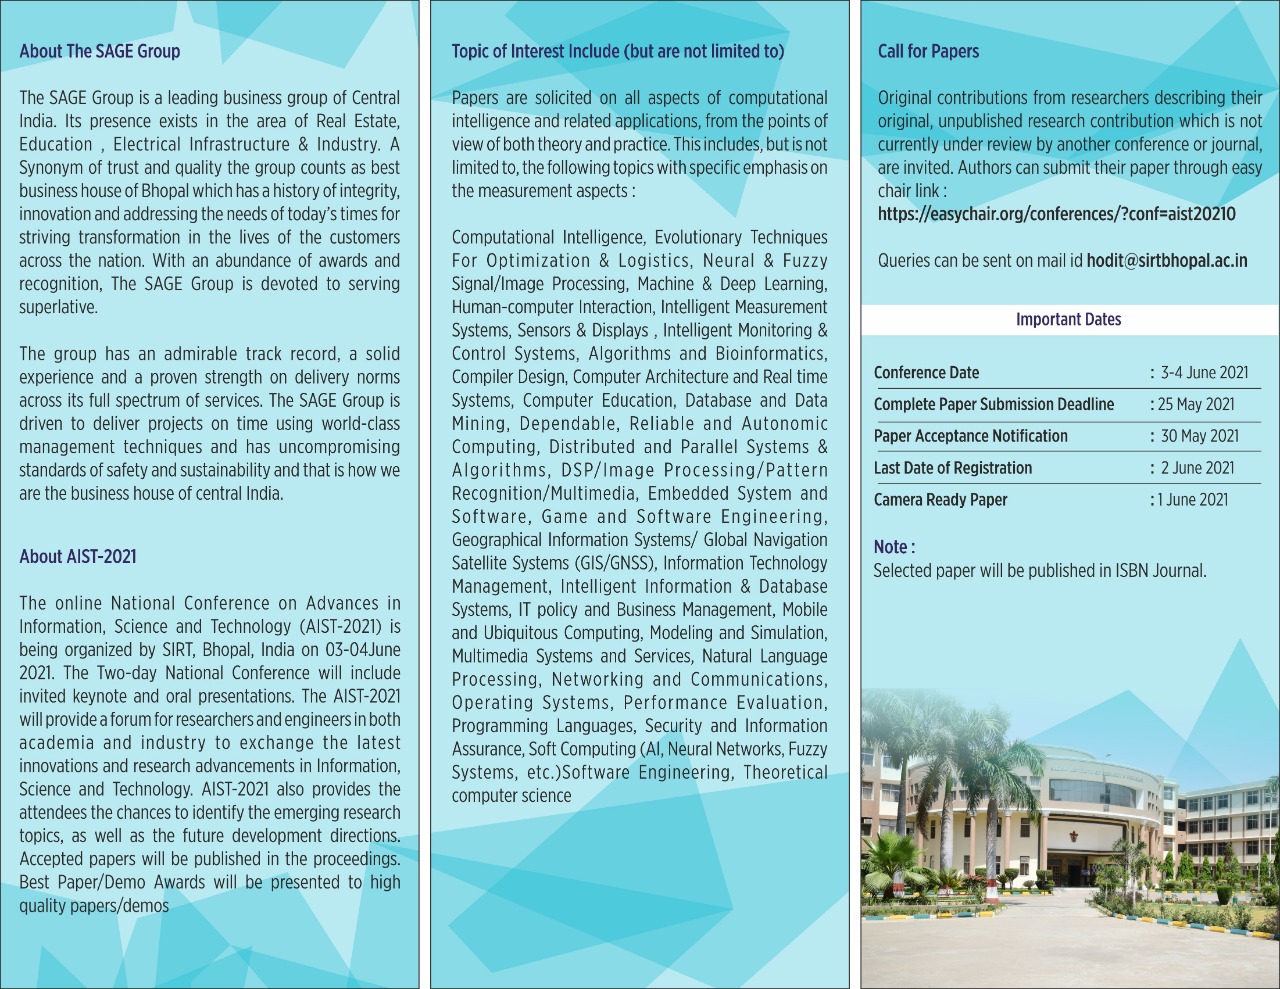 About The SAGE Group
The SAGE Group is a leading business group of Central
India. Its presence exists in the area of Real Estate,
Education , Electrical Infrastructure & Industry. A
Synonym of trust and quality the group counts as best
business house of Bhopal which has a history of integrity,
innovation and addressing the needs of today's times for
striving transformation in the lives of the customers
across the nation. With an abundance of awards and
recognition, The SAGE Group is devoted to serving
superlative.
The group has an admirable track record, a solid
experience and a proven strength on delivery norms
across its full spectrum of services. The SAGE Group is
driven to deliver projects on time using world-class
management techniques and has uncompromising
standards of safety and sustainability and that is how we
are the business house of central India.
About AIST-2021
The online National Conference on Advances in
Information, Science and Technology (AIST-2021) is
being organized by SIRT, Bhopal, India on 03-04June
2021. The Two-day National Conference will include
invited keynote and oral presentations. The AIST-2021
will provide a forum for researchers and engineers in both
academia and industry to exchange the latest
innovations and research advancements in Information,
Science and Technology. AIST-2021 also provides the
attendees the chances to identify the emerging research
topics, as well as the future development directions.
Accepted papers will be published in the proceedings.
Best Paper/Demo Awards will be presented to high
quality papers/demos
Topic of Interest Include (but are not limited to)
Papers are solicited on all aspects of computational
intelligence and related applications, from the points of
view of both theory and practice. This includes, but is not
limited to, the following topics with specific emphasis on
the measurement aspects :
Computational Intelligence, Evolutionary Techniques
For Optimization & Logistics, Neural & Fuzzy
Signal/Image Processing, Machine & Deep Learning,
Human-computer Interaction, Intelligent Measurement
Systems, Sensors & Displays , Intelligent Monitoring &
Control Systems, Algorithms and Bioinformatics,
Compiler Design, Computer Architecture and Real time
Systems, Computer Education, Database and Data
Mining, Dependable, Reliable and Autonomic
Computing, Distributed and Parallel Systems &
Algorithms, DSP/Image Processing/Pattern
Recognition/Multimedia, Embedded System and
Software, Game and Software Engineering,
Geographical Information Systems/ Global Navigation
Satellite Systems (GIS/GNSS), Information Technology
Management, Intelligent Information & Database
Systems, IT policy and Business Management, Mobile
and Ubiquitous Computing, Modeling and Simulation,
Multimedia Systems and Services, Natural Language
Processing, Networking and Communications,
Operating Systems, Performance Evaluation,
Programming Languages, Security and Information
Assurance, Soft Computing (AI, Neural Networks, Fuzzy
Systems, etc.)Software Engineering, Theoretical
computer science
Call for Papers
Original contributions from researchers describing their
original, unpublished research contribution which is not
currently under review by another conference or journal,
are invited. Authors can submit their paper through easy
chair link :
https://easychair.org/conferences/?conf=aist20210
Queries can be sent on mail id hodit@sirtbhopal.ac.in
Important Dates
Conference Date : 3-4 June 2021
Complete Paper Submission Deadline : 25 May 2021
Paper Acceptance Notification : 30 May 2021
Last Date of Registration : 2 June 2021
Camera Ready Paper : 1 June 2021
Note :
Selected paper will be published in ISBN Journal.